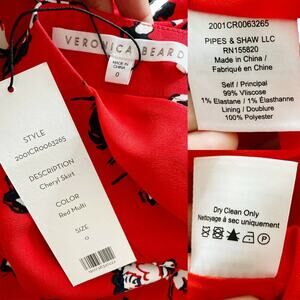 VERONICA BEARD
MADE IN
CHINA
0
STYLE
2001CR0063265
DESCRIPTION
Cheryl Skirt
COLOR
Red Multi
SIZE
0
2001CR0063265
PIPES & SHAW LLC
RN155820
Made in China /
Fabriqué en Chine
Self / Principal
99% Vliscose
1% Elastane / 1% Élasthanne
Lining / Doublure
100% Polyester
Dry Clean Only
Nettoyage à sec uniquement